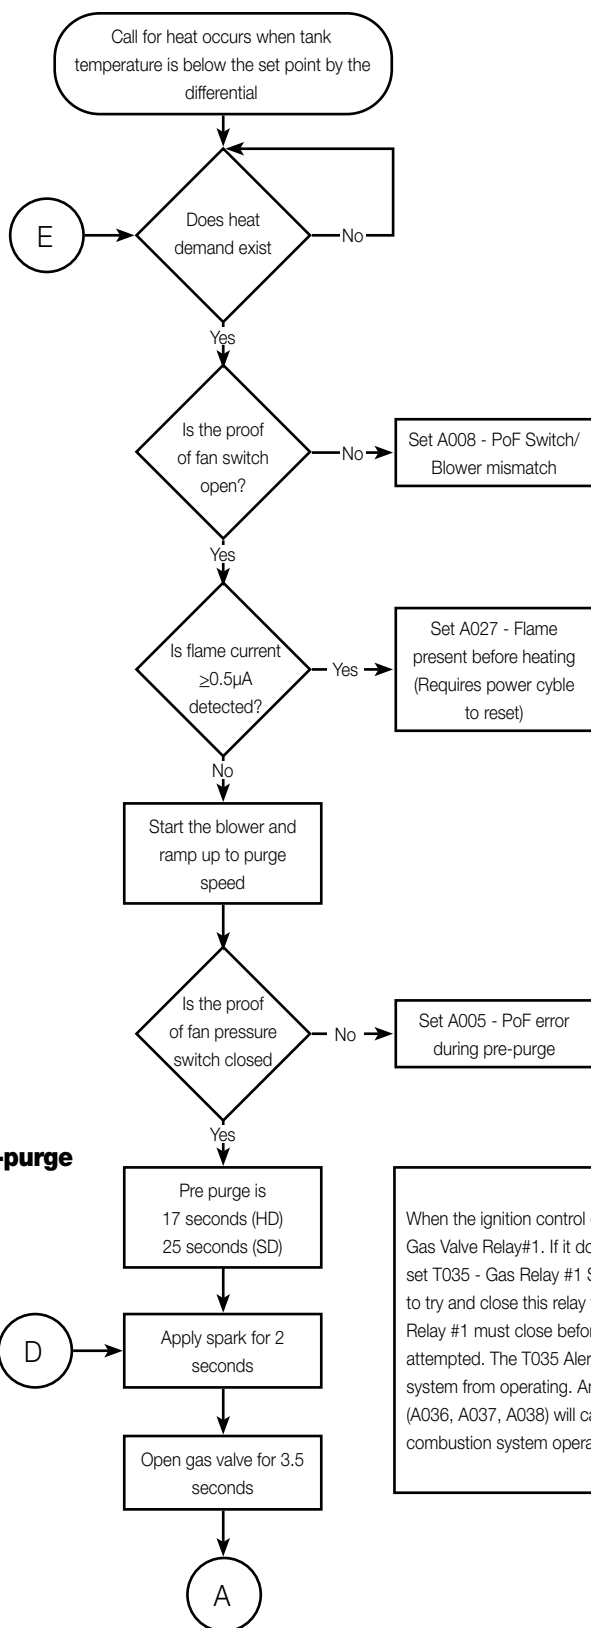 Call for heat occurs when tank
temperature is below the set point by the
differential
E
Does heat
demand exist
No
Yes
Is the proof
of fan switch
open?
No
Set A008 - PoF Switch/
Blower mismatch
Yes
Is flame current
≥0.5µA
detected?
Yes
Set A027 - Flame
present before heating
(Requires power cyble
to reset)
No
Start the blower and
ramp up to purge
speed
Is the proof
of fan pressure
switch closed
No
Set A005 - PoF error
during pre-purge
Yes
-purge
Pre purge is
17 seconds (HD)
25 seconds (SD)
When the ignition control
Gas Valve Relay#1. If it
set T035 - Gas Relay #1
to try and close this relay
Relay #1 must close
attempted. The T035
system from operating.
(A036, A037, A038) will
combustion system
D
Apply spark for 2
seconds
Open gas valve for 3.5
seconds
A